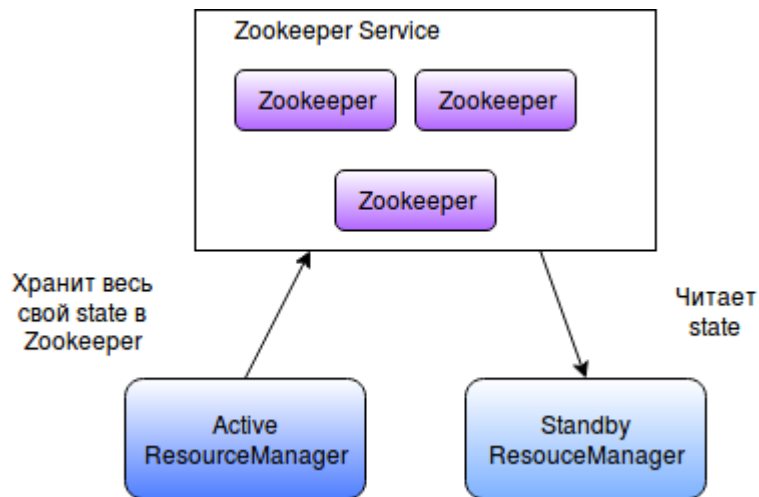 Zookeeper Service
Zookeeper
Zookeeper
Zookeeper
Хранит весь
свой state в
Zookeeper
Читает
state
Active
ResourceManager
Standby
ResouceManager